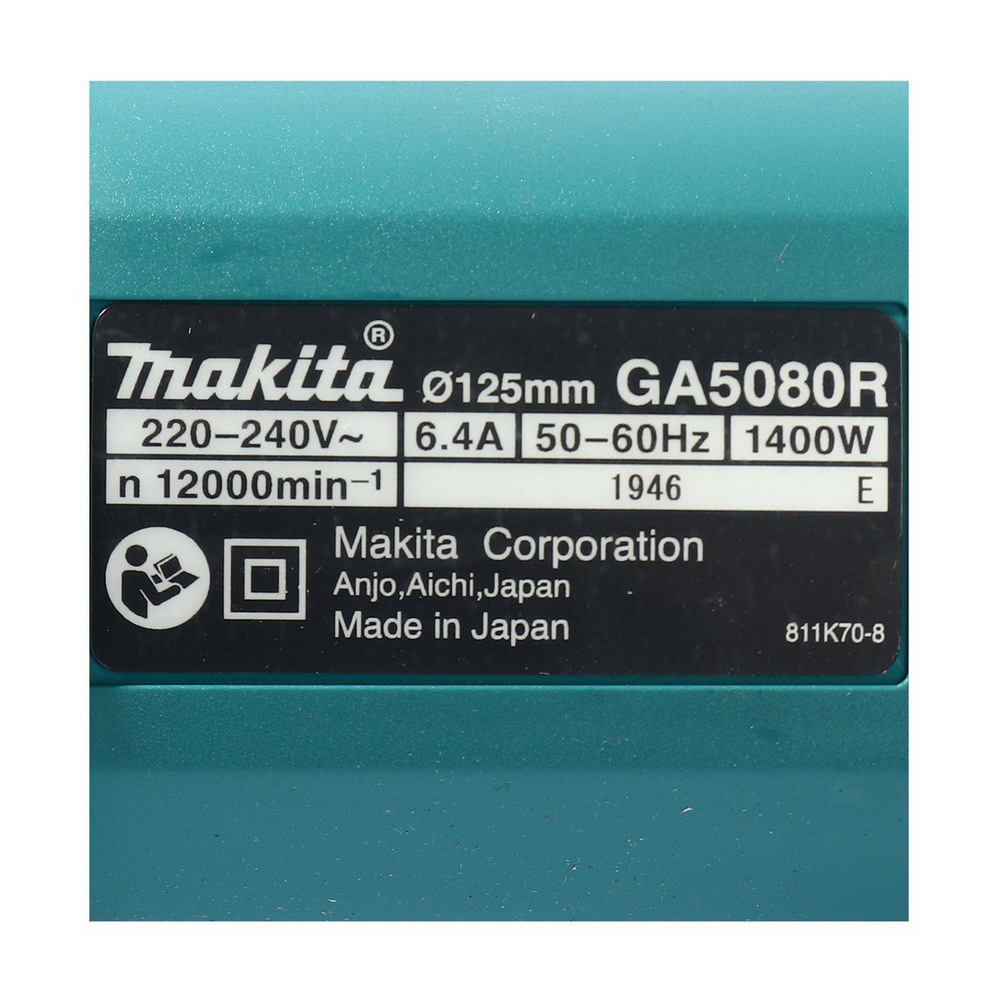 makita® Ø125mm GA5080R
220–240V~ 6.4A 50–60Hz 1400W
n 12000min⁻¹ 1946 E
Makita Corporation
Anjo,Aichi,Japan
Made in Japan 811K70-8